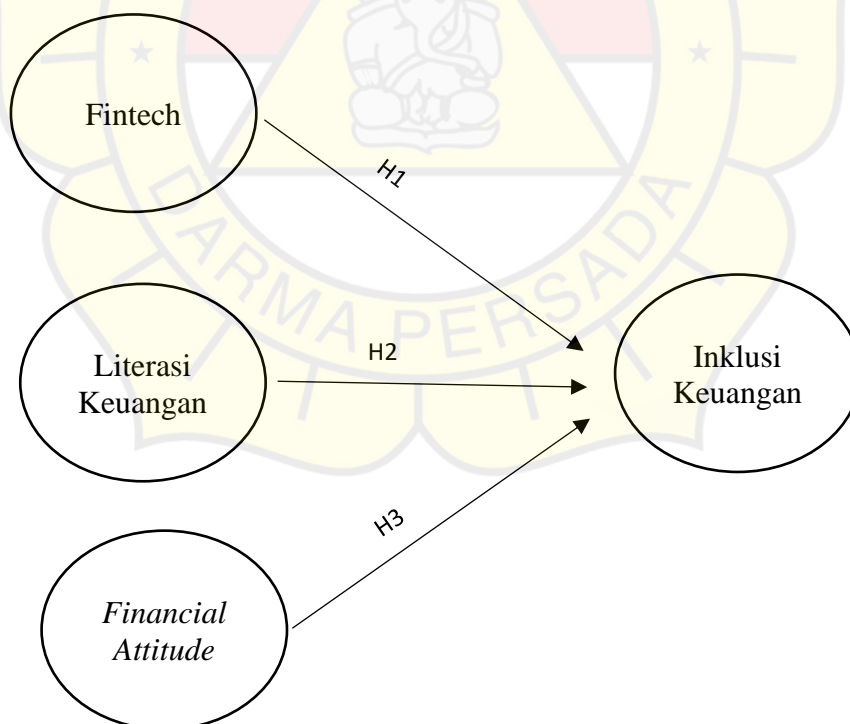 Fintech
H1
DARMA PERSADA
H2
Literasi
Keuangan
Inklusi
Keuangan
H3
Financial
Attitude